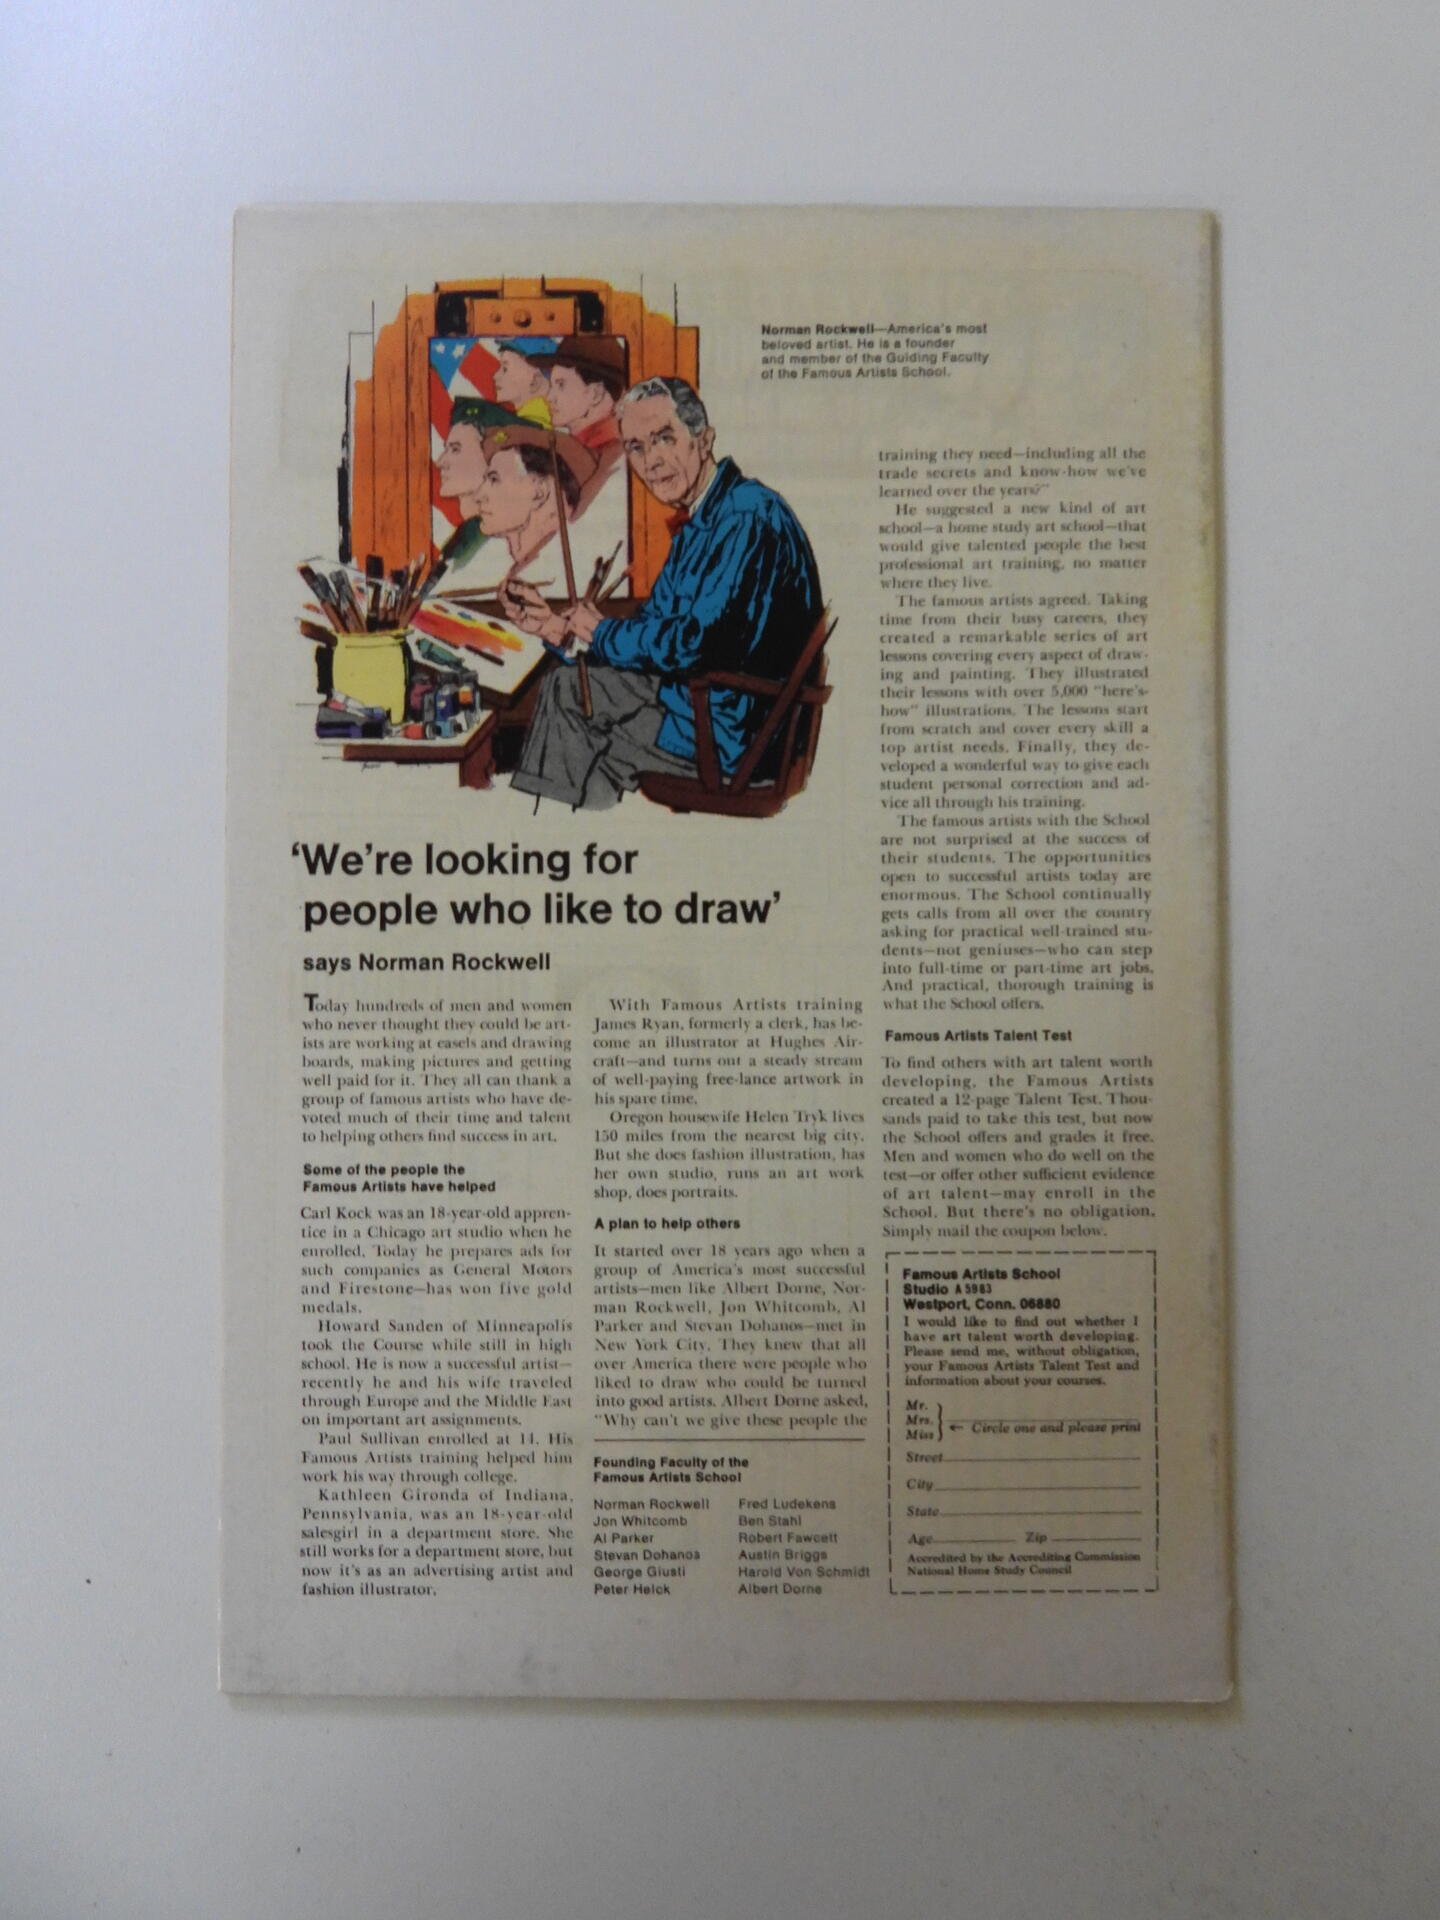 Norman Rockwell—America's most
beloved artist. He is a founder
and member of the Guiding Faculty
of the Famous Artists School.
'We're looking for
people who like to draw'
says Norman Rockwell
Today hundreds of men and women
who never thought they could be art-
ists are working at easels and drawing
boards, making pictures and getting
well paid for it. They all can thank a
group of famous artists who have de-
voted much of their time and talent
to helping others find success in art.
Some of the people the
Famous Artists have helped
Carl Kock was an 18-year-old appren-
tice in a Chicago art studio when he
enrolled. Today he prepares ads for
such companies as General Motors
and Firestone—has won five gold
medals.
Howard Sanden of Minneapolis
took the Course while still in high
school. He is now a successful artist—
recently he and his wife traveled
through Europe and the Middle East
on important art assignments.
Paul Sullivan enrolled at 14. His
Famous Artists training helped him
work his way through college.
Kathleen Gironda of Indiana,
Pennsylvania, was an 18-year-old
salesgirl in a department store. She
still works for a department store, but
now it's as an advertising artist and
fashion illustrator.
With Famous Artists training
James Ryan, formerly a clerk, has be-
come an illustrator at Hughes Air-
craft—and turns out a steady stream
of well-paying free-lance artwork in
his spare time.
Oregon housewife Helen Tryk lives
150 miles from the nearest big city.
But she does fashion illustration, has
her own studio, runs an art work
shop, does portraits.
A plan to help others
It started over 18 years ago when a
group of America's most successful
artists—men like Albert Dorne, Nor-
man Rockwell, Jon Whitcomb, Al
Parker and Stevan Dohanos—met in
New York City. They knew that all
over America there were people who
liked to draw who could be turned
into good artists. Albert Dorne asked,
"Why can't we give these people the
Founding Faculty of the
Famous Artists School
Norman Rockwell
Jon Whitcomb
Al Parker
Stevan Dohanos
George Giusti
Peter Helck
Fred Ludekens
Ben Stahl
Robert Fawcett
Austin Briggs
Harold Von Schmidt
Albert Dorne
training they need—including all the
trade secrets and know-how we've
learned over the years?"
He suggested a new kind of art
school—a home study art school—that
would give talented people the best
professional art training, no matter
where they live.
The famous artists agreed. Taking
time from their busy careers, they
created a remarkable series of art
lessons covering every aspect of draw-
ing and painting. They illustrated
their lessons with over 5,000 "here's-
how" illustrations. The lessons start
from scratch and cover every skill a
top artist needs. Finally, they de-
veloped a wonderful way to give each
student personal correction and ad-
vice all through his training.
The famous artists with the School
are not surprised at the success of
their students. The opportunities
open to successful artists today are
enormous. The School continually
gets calls from all over the country
asking for practical well-trained stu-
dents—not geniuses—who can step
into full-time or part-time art jobs.
And practical, thorough training is
what the School offers.
Famous Artists Talent Test
To find others with art talent worth
developing, the Famous Artists
created a 12-page Talent Test. Thou-
sands paid to take this test, but now
the School offers and grades it free.
Men and women who do well on the
test—or offer other sufficient evidence
of art talent—may enroll in the
School. But there's no obligation.
Simply mail the coupon below.
Famous Artists School
Studio A5983
Westport, Conn. 06880
I would like to find out whether I
have art talent worth developing.
Please send me, without obligation,
your Famous Artists Talent Test and
information about your courses.
Mr.
Mrs.
Miss
← Circle one and please print
Street
City
State
Age Zip
Accredited by the Accrediting Commission
National Home Study Council